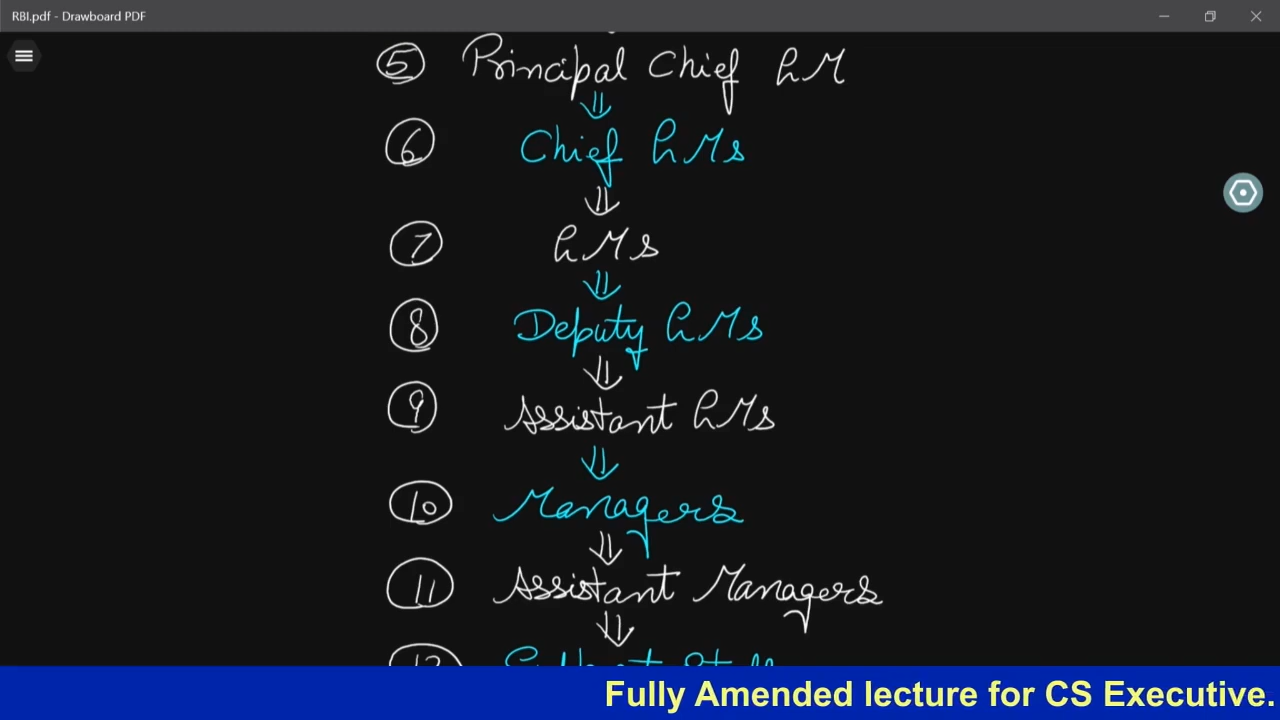 RBI.pdf - Drawboard PDF
5 Principal Chief GM
6 Chief GMs
7 GMs
8 Deputy GMs
9 Assistant GMs
10 Managers
11 Assistant Managers
12
Fully Amended lecture for CS Executive.